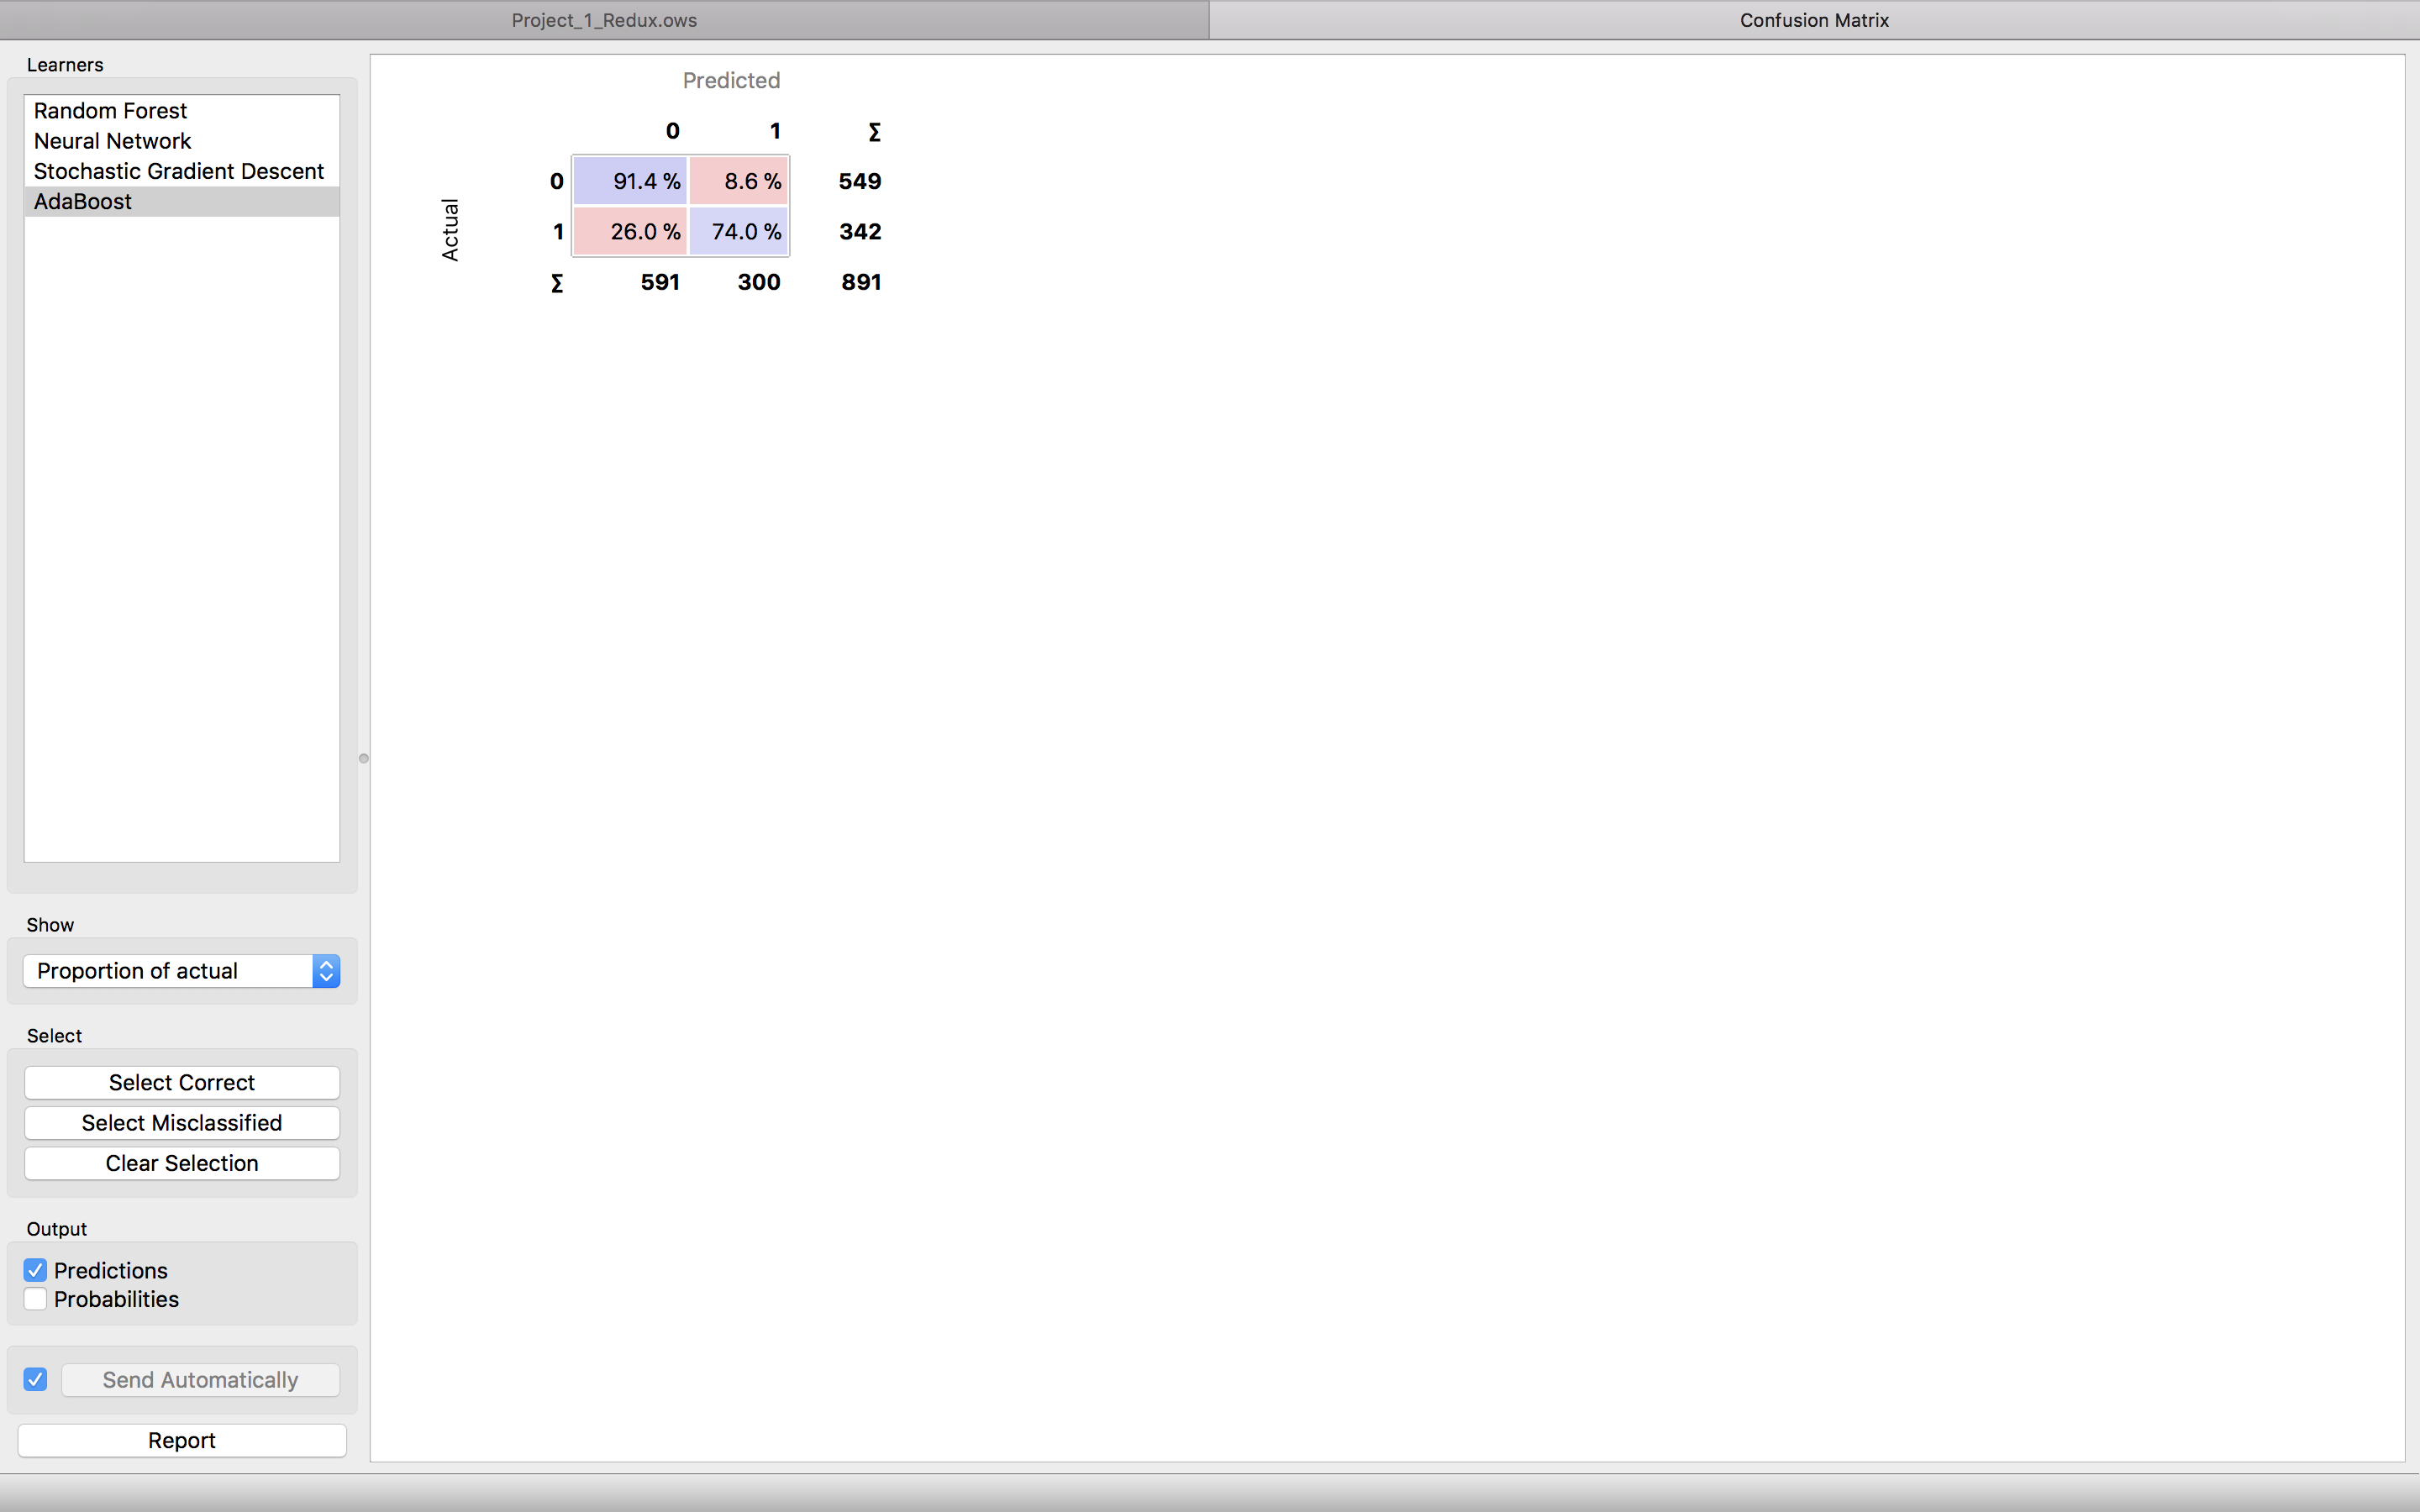 Project_1_Redux.ows
Confusion Matrix
Learners
Random Forest
Neural Network
Stochastic Gradient Descent
AdaBoost
Predicted
0 1 Σ
Actual
0 91.4 % 8.6 % 549
1 26.0 % 74.0 % 342
Σ 591 300 891
Show
Proportion of actual
Select
Select Correct
Select Misclassified
Clear Selection
Output
Predictions
Probabilities
Send Automatically
Report